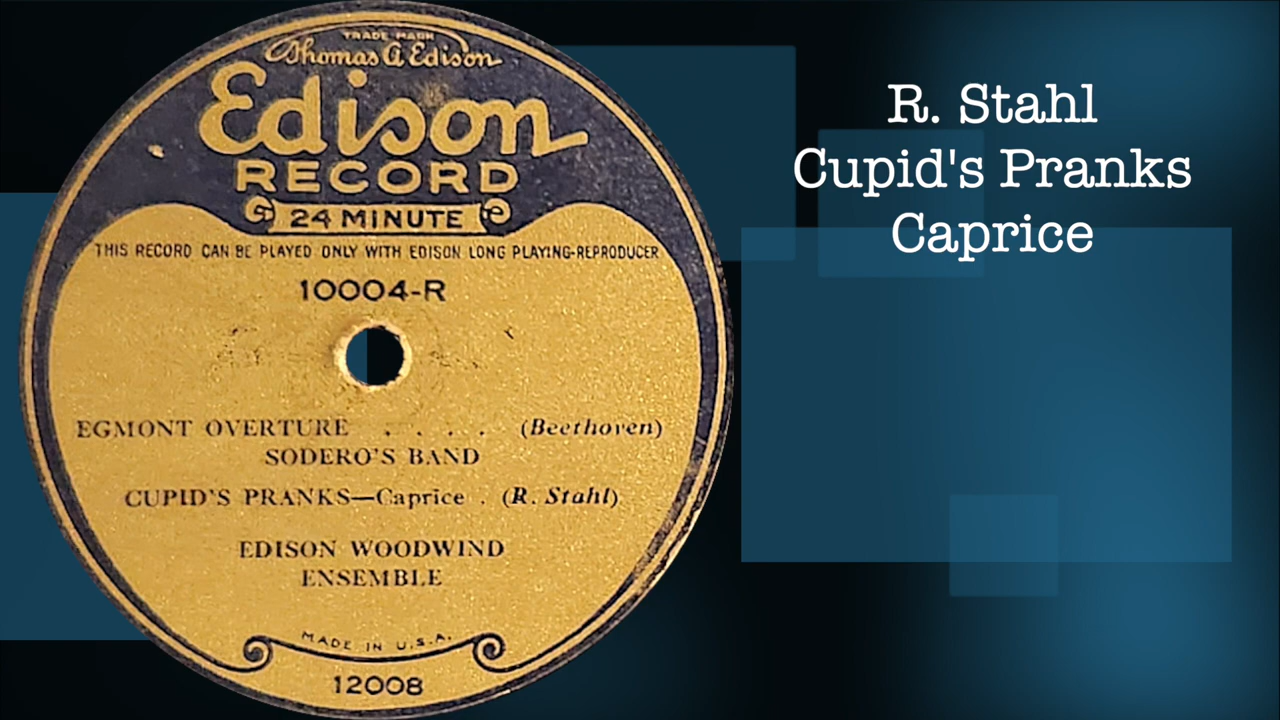 TRADE MARK
Thomas A Edison
Edison
RECORD
24 MINUTE
THIS RECORD CAN BE PLAYED ONLY WITH EDISON LONG PLAYING-REPRODUCER
10004-R
EGMONT OVERTURE . . . . (Beethoven)
SODERO'S BAND
CUPID'S PRANKS—Caprice . (R. Stahl)
EDISON WOODWIND
ENSEMBLE
MADE IN U.S.A.
12008
R. Stahl
Cupid's Pranks
Caprice